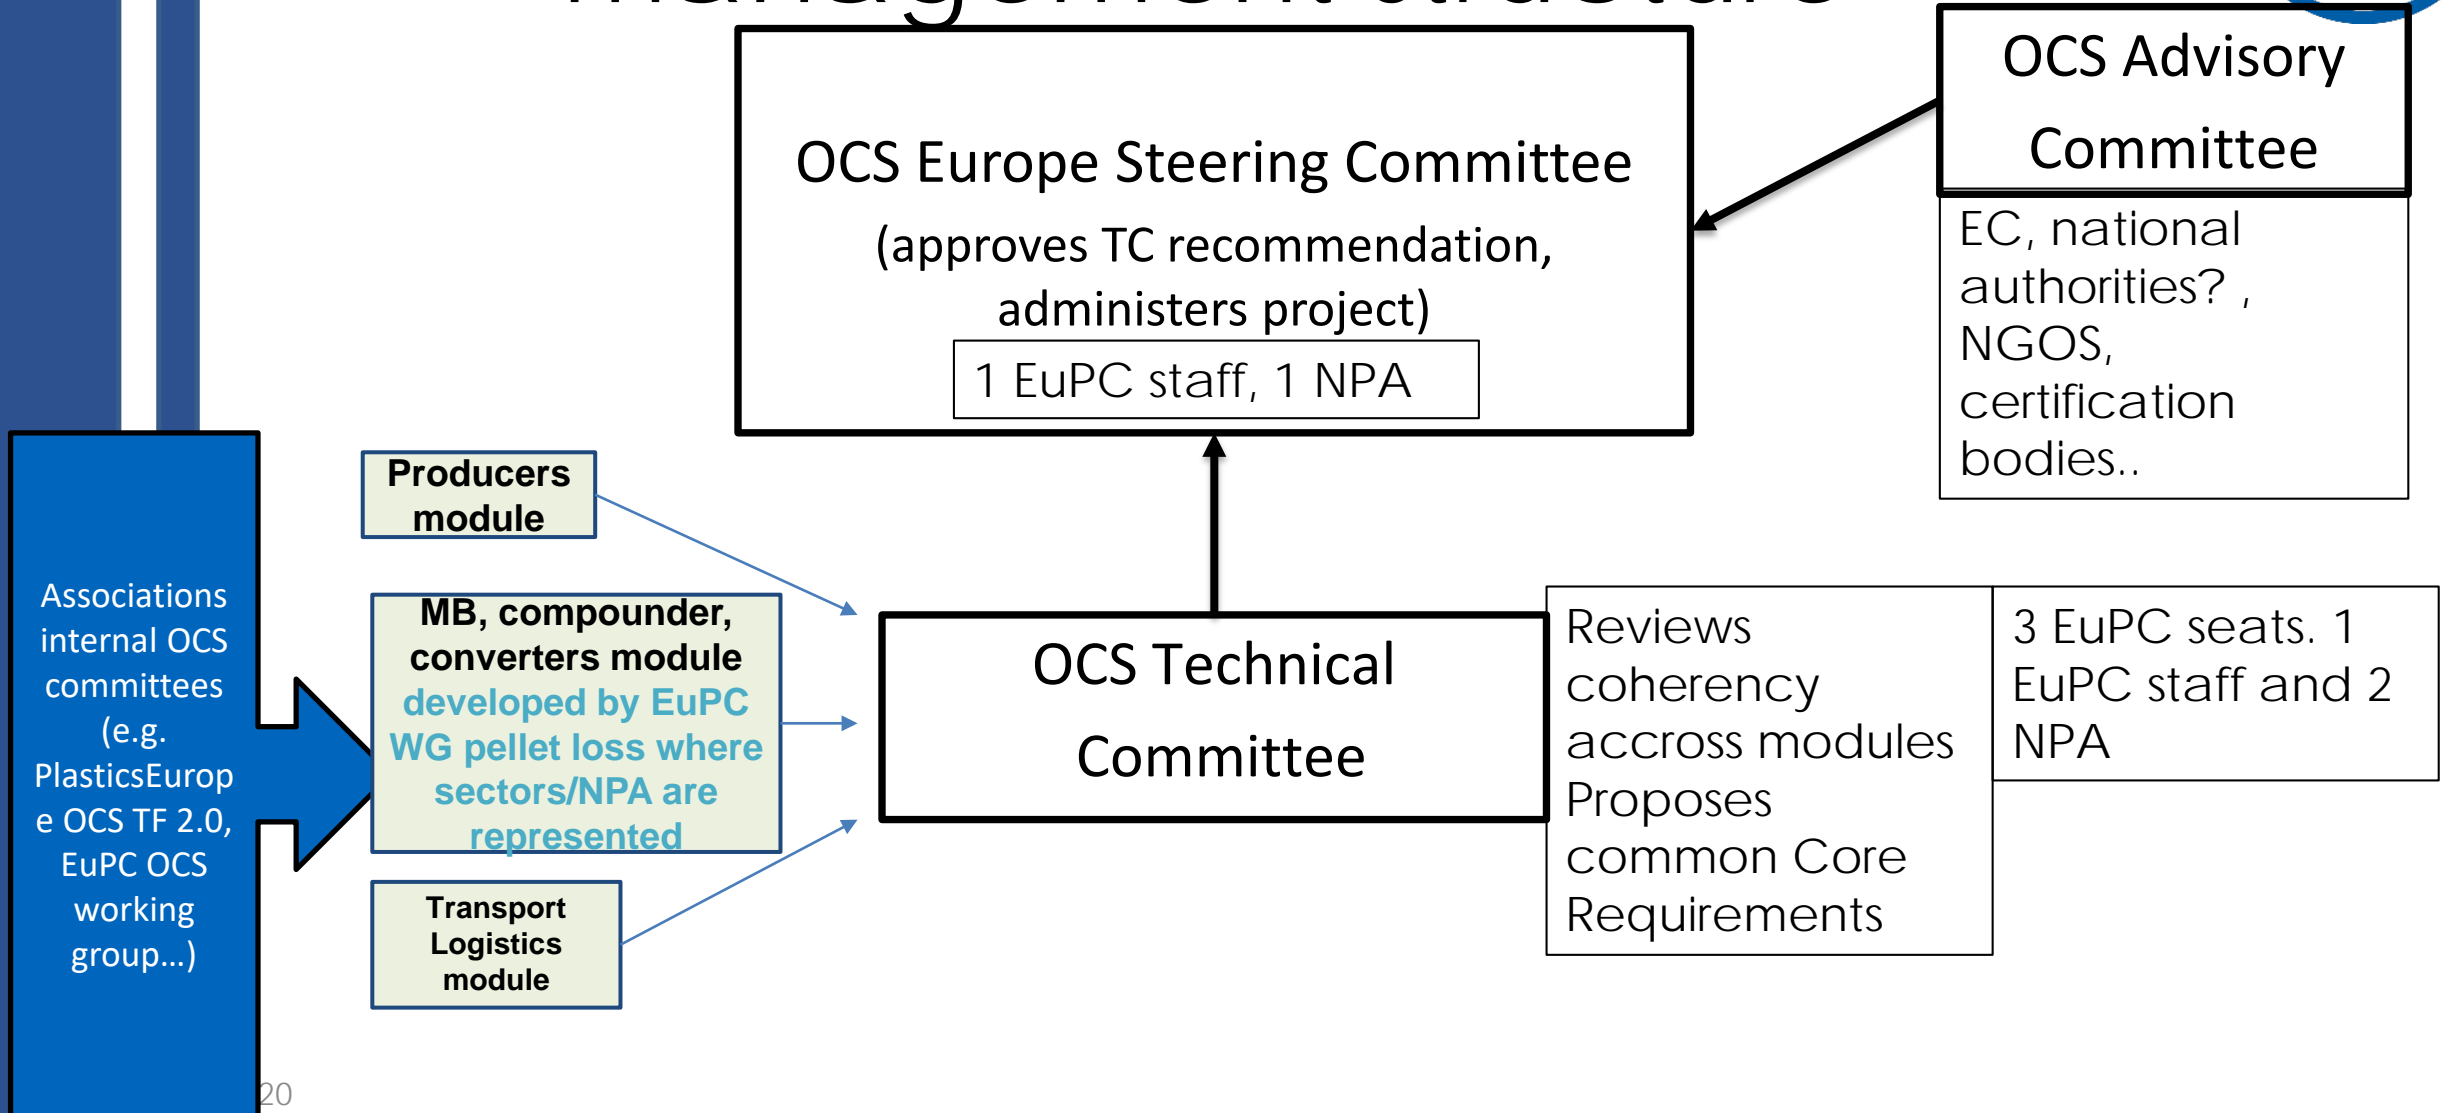 management structure
OCS Europe Steering Committee
(approves TC recommendation,
administers project)
1 EuPC staff, 1 NPA
OCS Advisory
Committee
EC, national
authorities? ,
NGOS,
certification
bodies..
Producers
module
MB, compounder,
converters module
developed by EuPC
WG pellet loss where
sectors/NPA are
represented
Transport
Logistics
module
Associations
internal OCS
committees
(e.g.
PlasticsEurop
e OCS TF 2.0,
EuPC OCS
working
group...)
OCS Technical
Committee
Reviews
coherency
accross modules
Proposes
common Core
Requirements
3 EuPC seats. 1
EuPC staff and 2
NPA
20